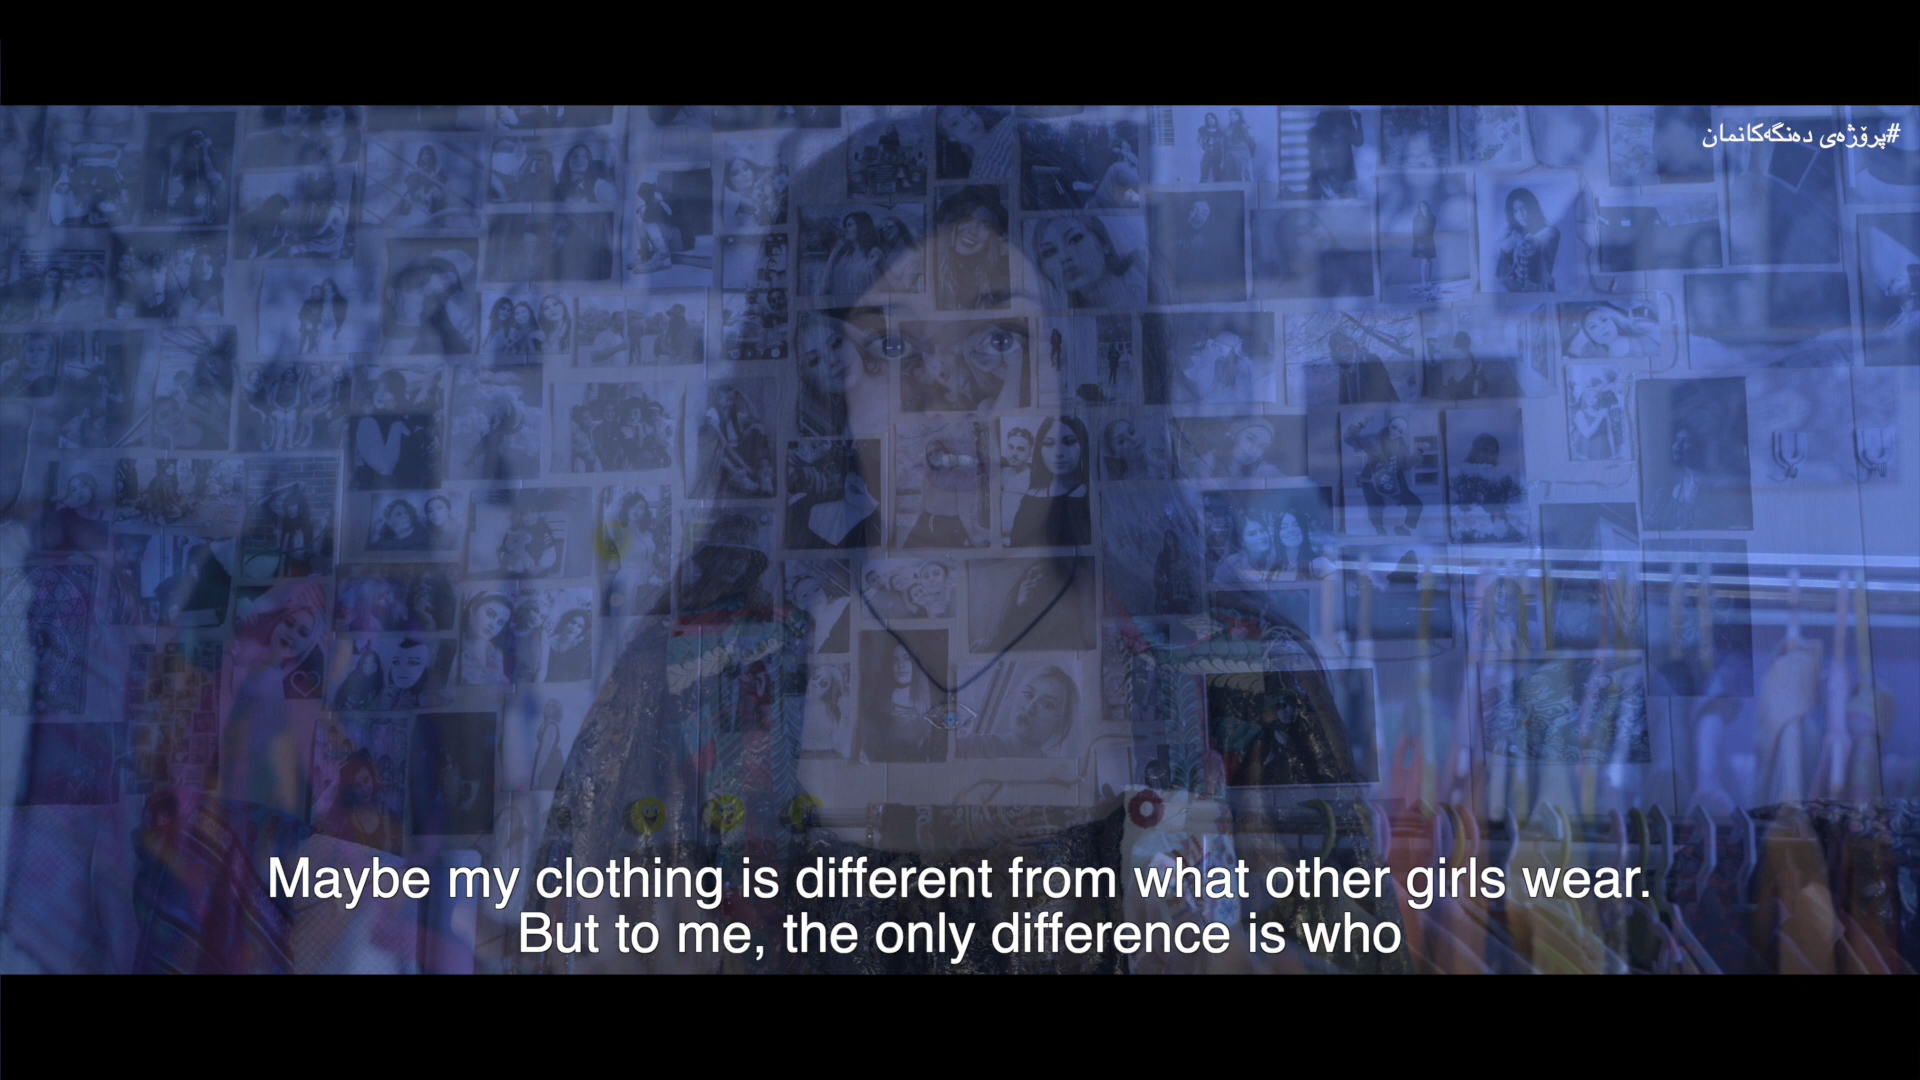 #پرۆژەی دەنگەکانمان
Maybe my clothing is different from what other girls wear.
But to me, the only difference is who